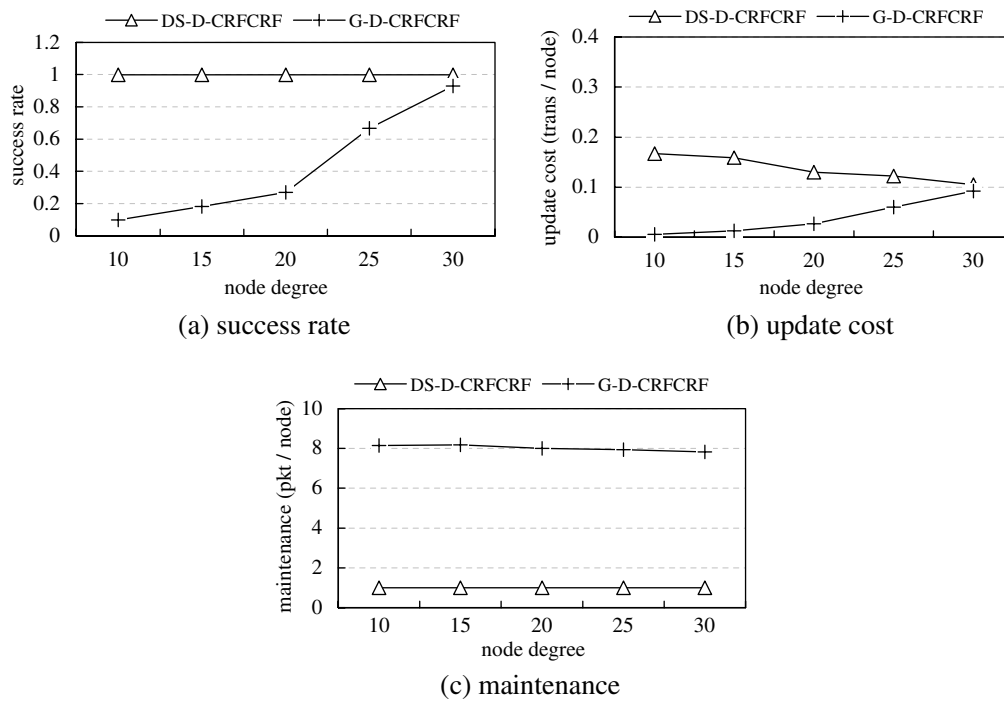 DS-D-CRFCRF G-D-CRFCRF
success rate
1.2
1
0.8
0.6
0.4
0.2
0
10 15 20 25 30
node degree
(a) success rate
DS-D-CRFCRF G-D-CRFCRF
update cost (trans / node)
0.4
0.3
0.2
0.1
0
10 15 20 25 30
node degree
(b) update cost
DS-D-CRFCRF G-D-CRFCRF
maintenance (pkt / node)
10
8
6
4
2
0
10 15 20 25 30
node degree
(c) maintenance